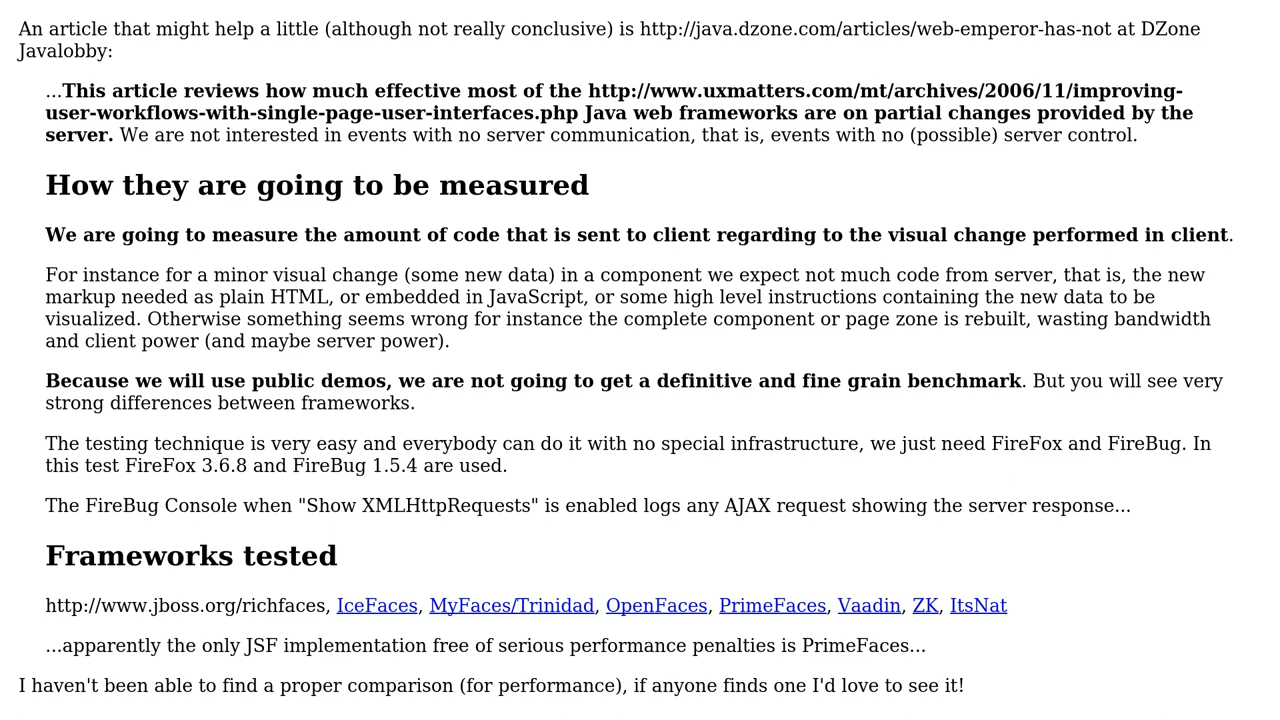 An article that might help a little (although not really conclusive) is http://java.dzone.com/articles/web-emperor-has-not at DZone
Javalobby:
...This article reviews how much effective most of the http://www.uxmatters.com/mt/archives/2006/11/improving-
user-workflows-with-single-page-user-interfaces.php Java web frameworks are on partial changes provided by the
server. We are not interested in events with no server communication, that is, events with no (possible) server control.
How they are going to be measured
We are going to measure the amount of code that is sent to client regarding to the visual change performed in client.
For instance for a minor visual change (some new data) in a component we expect not much code from server, that is, the new
markup needed as plain HTML, or embedded in JavaScript, or some high level instructions containing the new data to be
visualized. Otherwise something seems wrong for instance the complete component or page zone is rebuilt, wasting bandwidth
and client power (and maybe server power).
Because we will use public demos, we are not going to get a definitive and fine grain benchmark. But you will see very
strong differences between frameworks.
The testing technique is very easy and everybody can do it with no special infrastructure, we just need FireFox and FireBug. In
this test FireFox 3.6.8 and FireBug 1.5.4 are used.
The FireBug Console when "Show XMLHttpRequests" is enabled logs any AJAX request showing the server response...
Frameworks tested
http://www.jboss.org/richfaces, IceFaces, MyFaces/Trinidad, OpenFaces, PrimeFaces, Vaadin, ZK, ItsNat
...apparently the only JSF implementation free of serious performance penalties is PrimeFaces...
I haven't been able to find a proper comparison (for performance), if anyone finds one I'd love to see it!